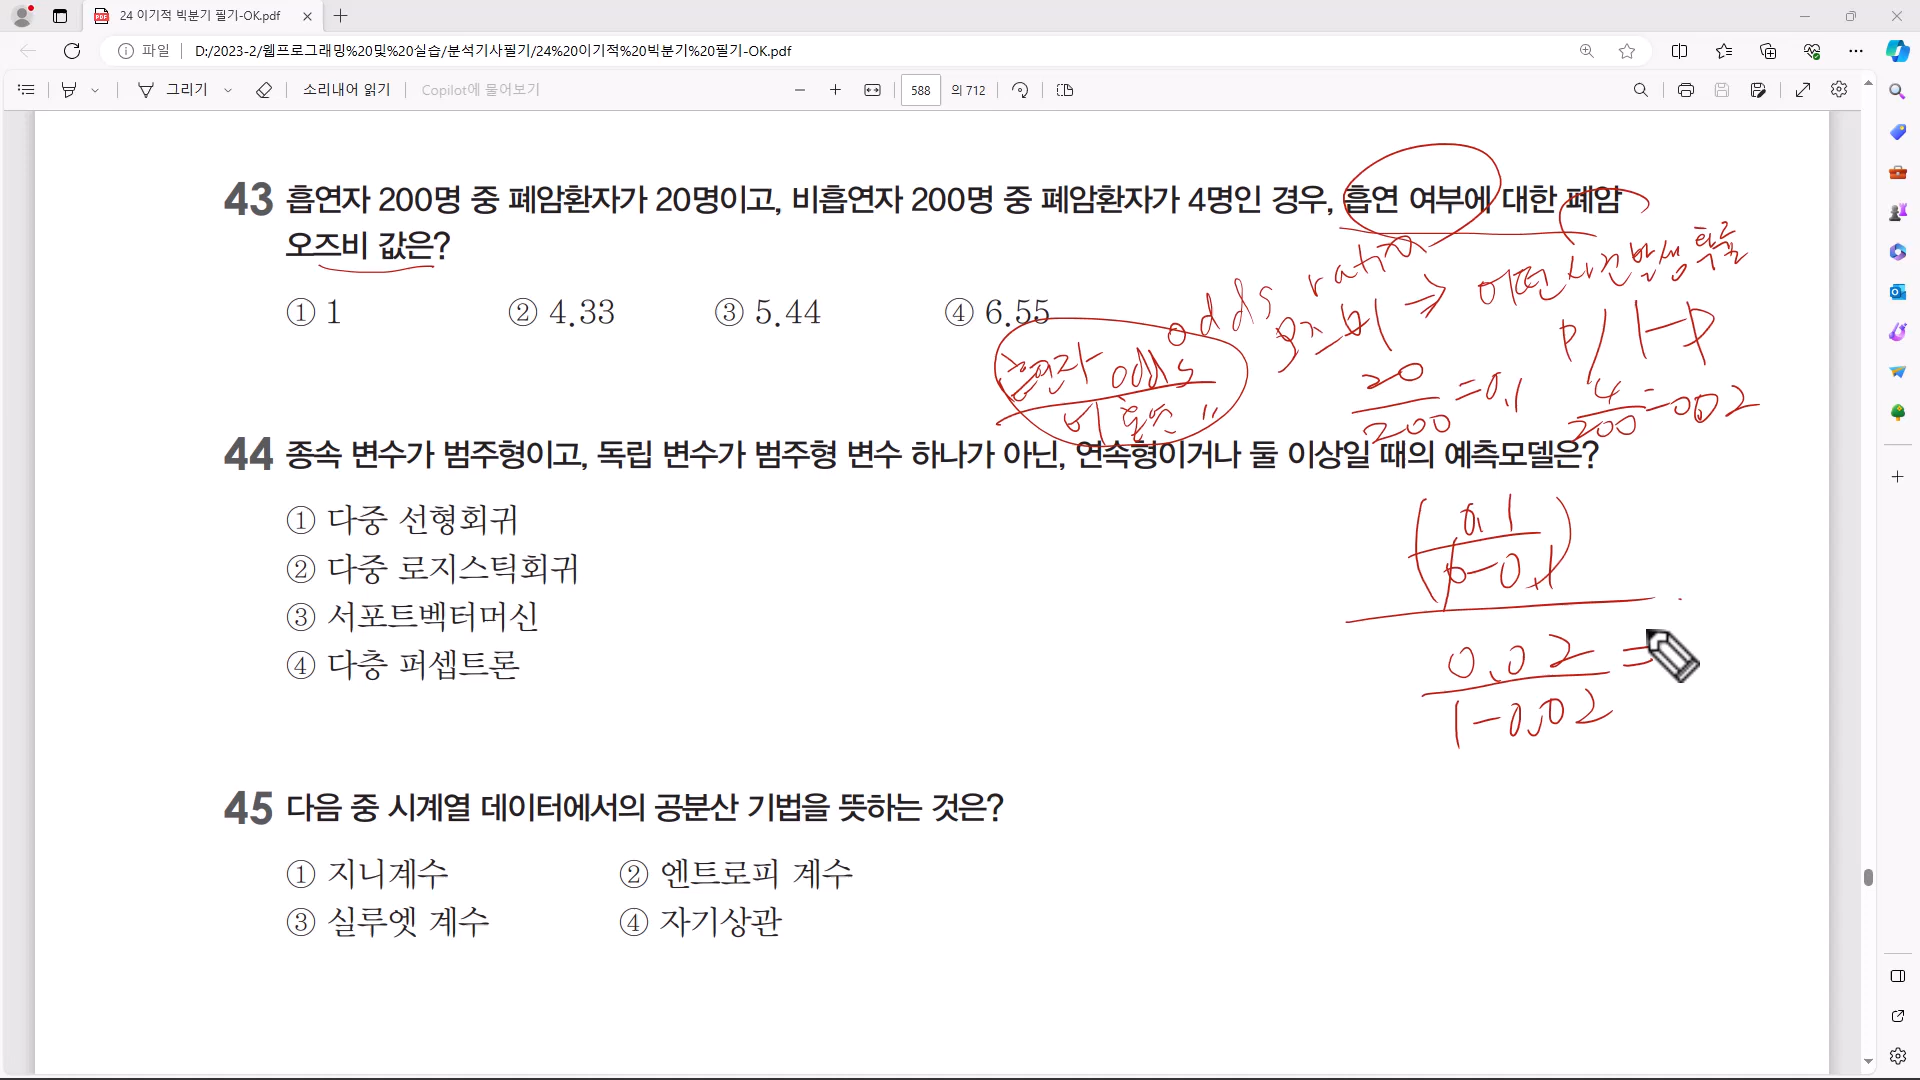 24 이기적 빅분기 필기-OK.pdf
파일 D:/2023-2/웹프로그래밍%20및%20실습/분석기사필기/24%20이기적%20빅분기%20필기-OK.pdf
그리기 소리내어 읽기 Copilot에 물어보기 588 의 712
43 흡연자 200명 중 폐암환자가 20명이고, 비흡연자 200명 중 폐암환자가 4명인 경우, 흡연 여부에 대한 폐암
오즈비 값은?
① 1 ② 4.33 ③ 5.44 ④ 6.55
odds ratio
오즈비 ⇒ 어떤 사건 발생 확률
P / 1-P
흡연자 odds
비흡연 "
20/200 = 0.1
4/200 = 0.02
44 종속 변수가 범주형이고, 독립 변수가 범주형 변수 하나가 아닌, 연속형이거나 둘 이상일 때의 예측모델은?
① 다중 선형회귀
② 다중 로지스틱회귀
③ 서포트벡터머신
④ 다층 퍼셉트론
0.1
0.02 =
1-0.02
45 다음 중 시계열 데이터에서의 공분산 기법을 뜻하는 것은?
① 지니계수 ② 엔트로피 계수
③ 실루엣 계수 ④ 자기상관